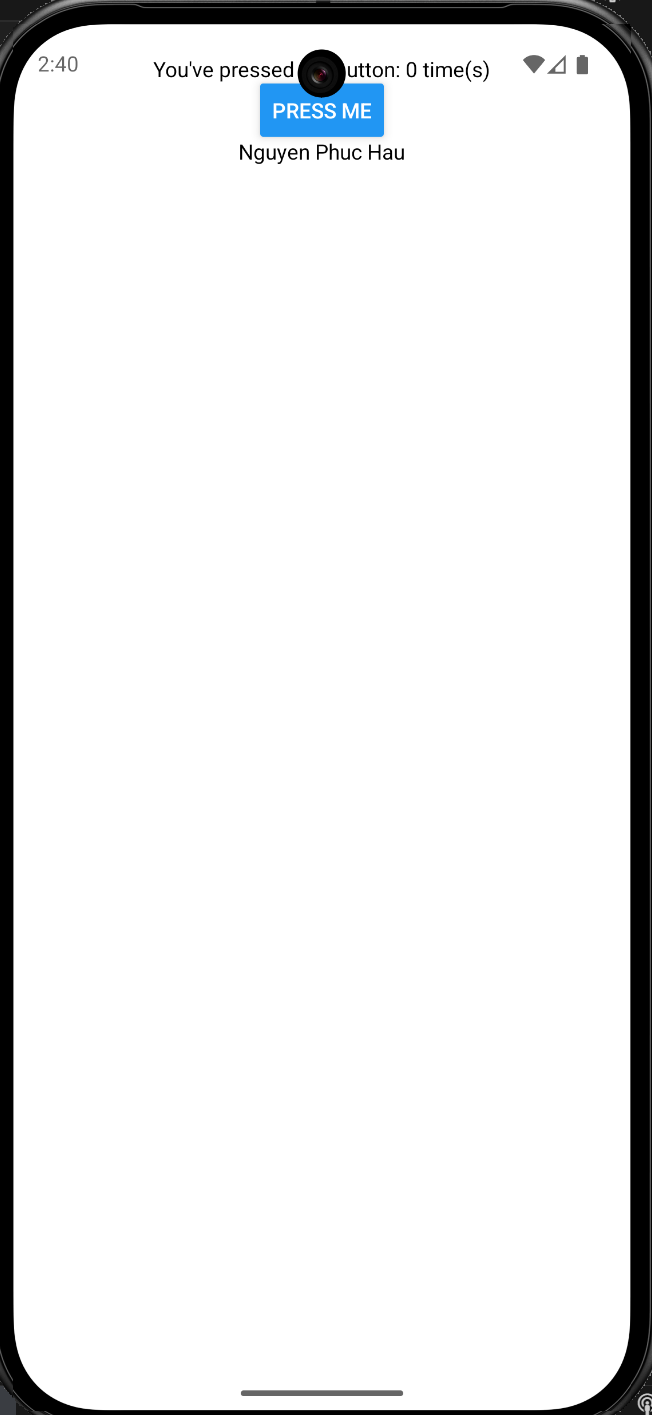 2:40
You've pressed utton: 0 time(s)
PRESS ME
Nguyen Phuc Hau